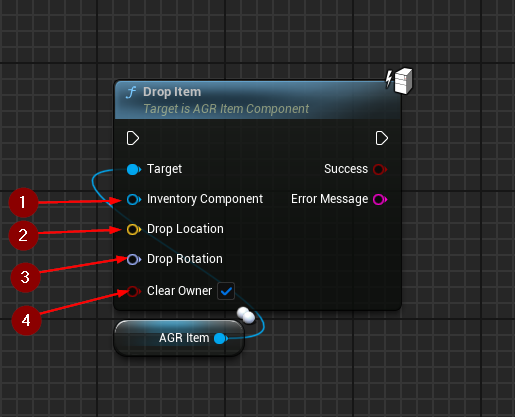 f Drop Item
Target is AGR Item Component
Target
Success
1
Inventory Component
Error Message
2
Drop Location
3
Drop Rotation
4
Clear Owner
AGR Item